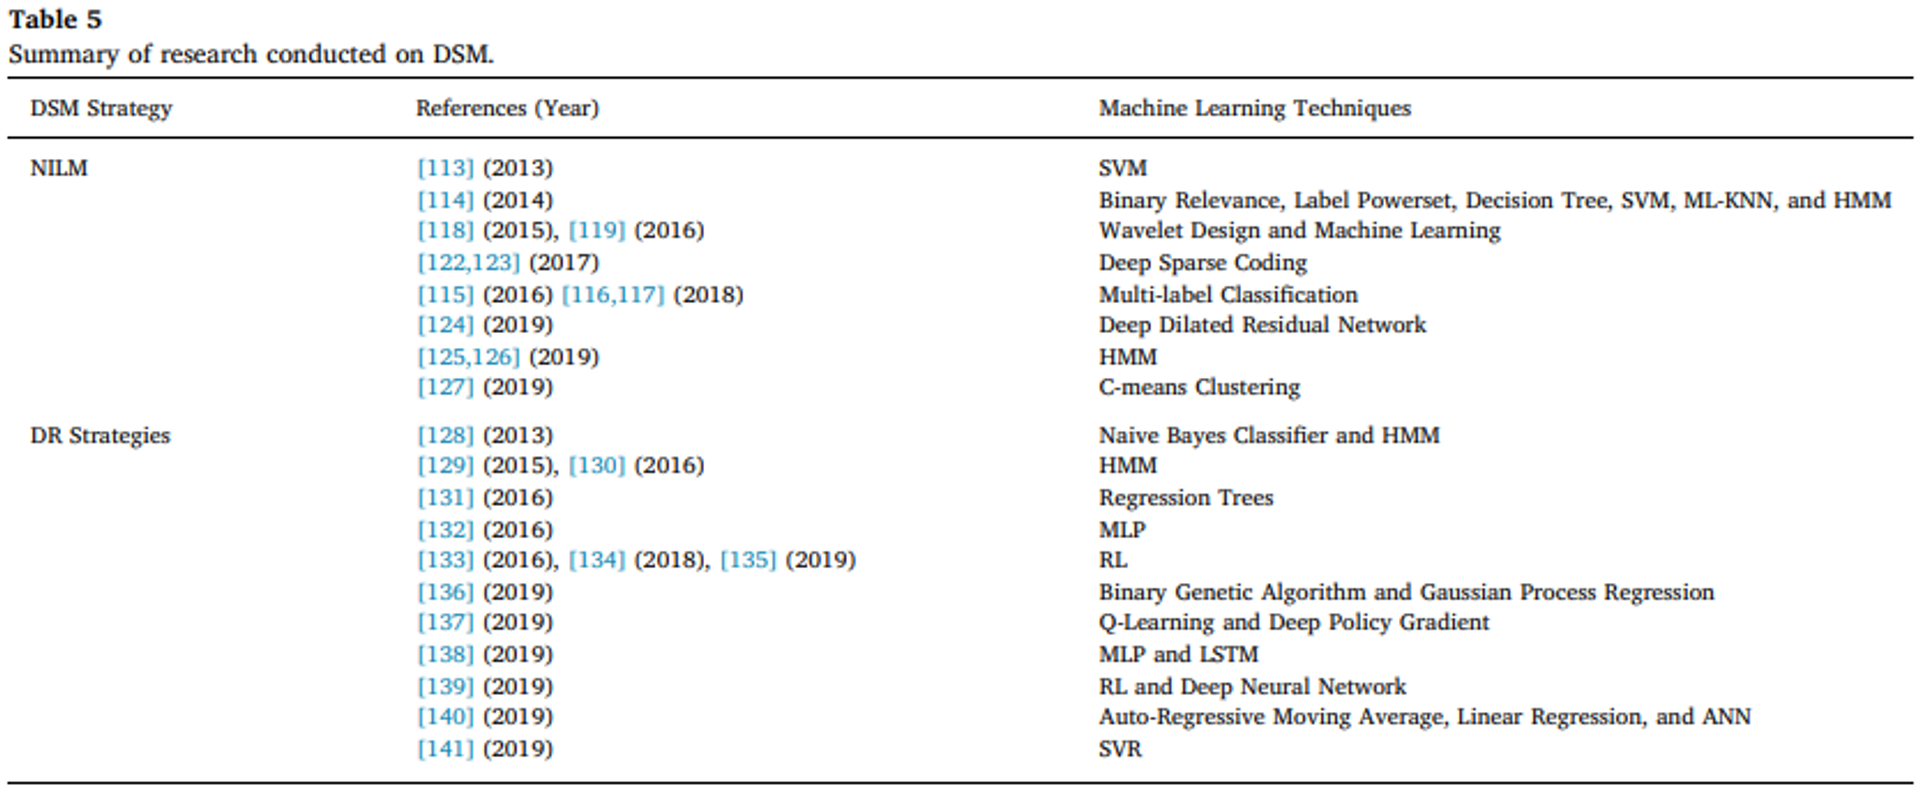 Table 5
Summary of research conducted on DSM.
DSM Strategy References (Year) Machine Learning Techniques
NILM [113] (2013) SVM
[114] (2014) Binary Relevance, Label Powerset, Decision Tree, SVM, ML-KNN, and HMM
[118] (2015), [119] (2016) Wavelet Design and Machine Learning
[122,123] (2017) Deep Sparse Coding
[115] (2016) [116,117] (2018) Multi-label Classification
[124] (2019) Deep Dilated Residual Network
[125,126] (2019) HMM
[127] (2019) C-means Clustering
DR Strategies [128] (2013) Naive Bayes Classifier and HMM
[129] (2015), [130] (2016) HMM
[131] (2016) Regression Trees
[132] (2016) MLP
[133] (2016), [134] (2018), [135] (2019) RL
[136] (2019) Binary Genetic Algorithm and Gaussian Process Regression
[137] (2019) Q-Learning and Deep Policy Gradient
[138] (2019) MLP and LSTM
[139] (2019) RL and Deep Neural Network
[140] (2019) Auto-Regressive Moving Average, Linear Regression, and ANN
[141] (2019) SVR